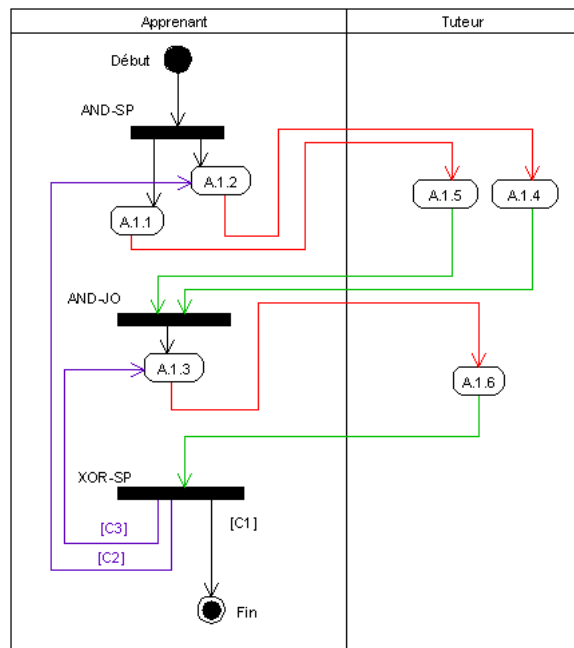 Apprenant
Tuteur
Début
AND-SP
A.1.2
A.1.5
A.1.4
A.1.1
AND-JO
A.1.3
A.1.6
XOR-SP
[C3]
[C1]
[C2]
Fin